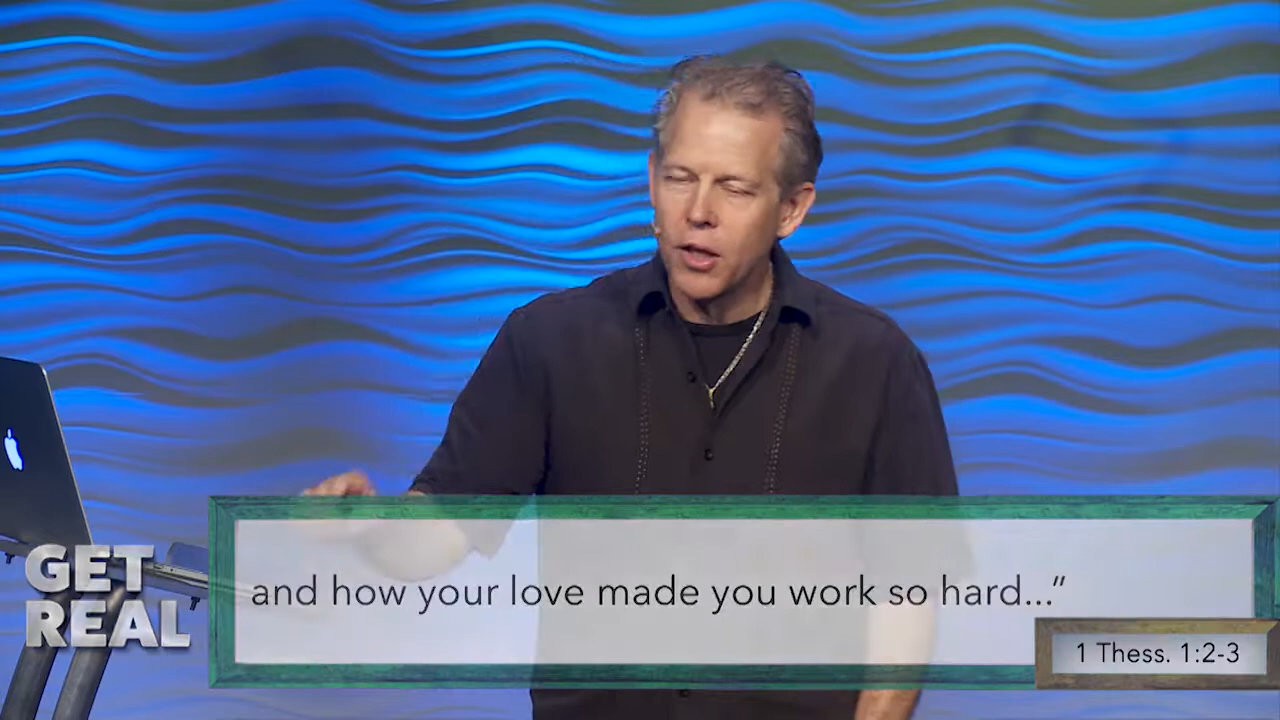 GET
REAL
and how your love made you work so hard...”
1 Thess. 1:2-3